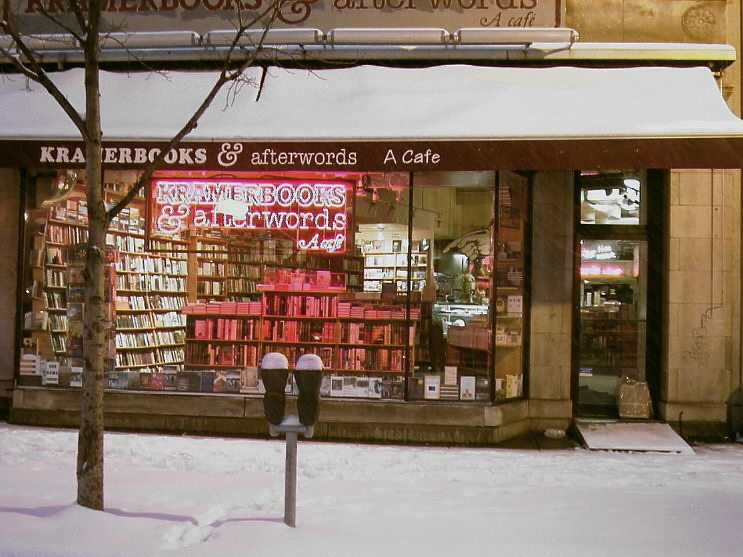 KRAMERBOOKS & afterwords
A café
KRAMERBOOKS & afterwords A Cafe
KRAMERBOOKS
& afterwords
A café